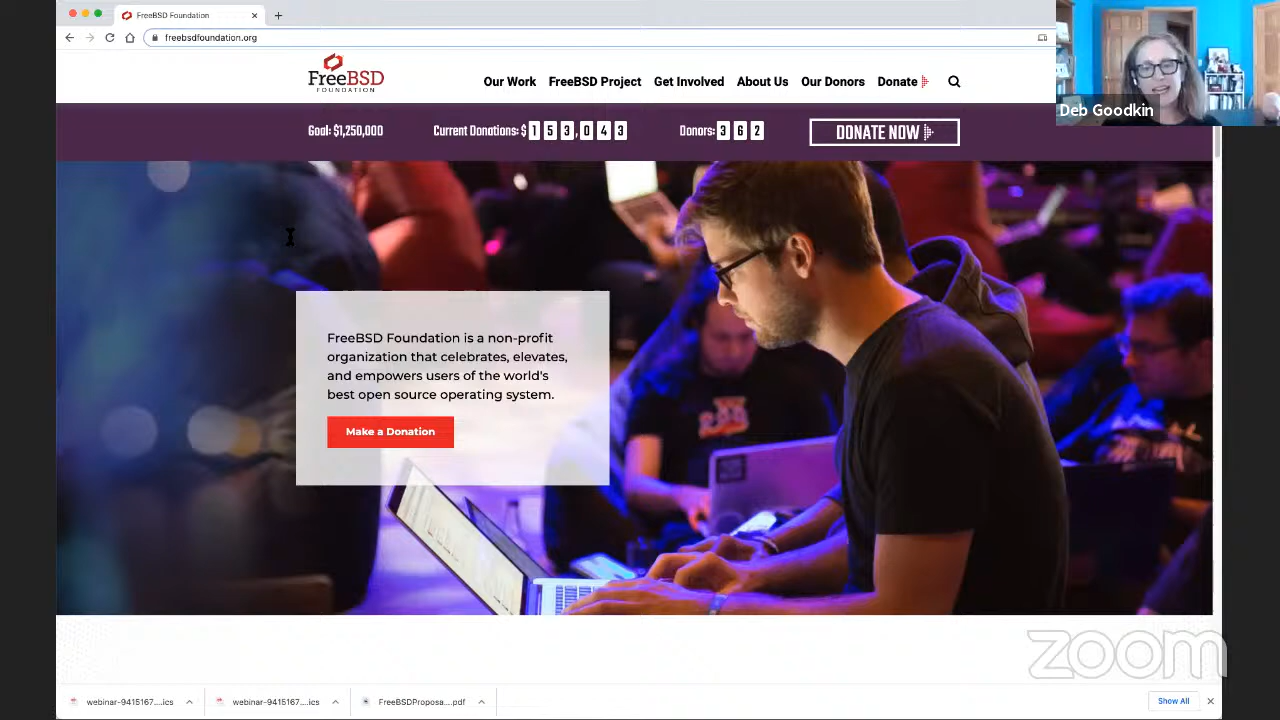 FreeBSD Foundation
freebsdfoundation.org
FreeBSD
FOUNDATION
Our Work
FreeBSD Project
Get Involved
About Us
Our Donors
Donate
Deb Goodkin
Goal: $1,250,000
Current Donations: $ 153,043
Donors: 362
DONATE NOW
FreeBSD Foundation is a non-profit
organization that celebrates, elevates,
and empowers users of the world's
best open source operating system.
Make a Donation
zoom
webinar-9415167....ics
webinar-9415167....ics
FreeBSDProposa....pdf
Show All